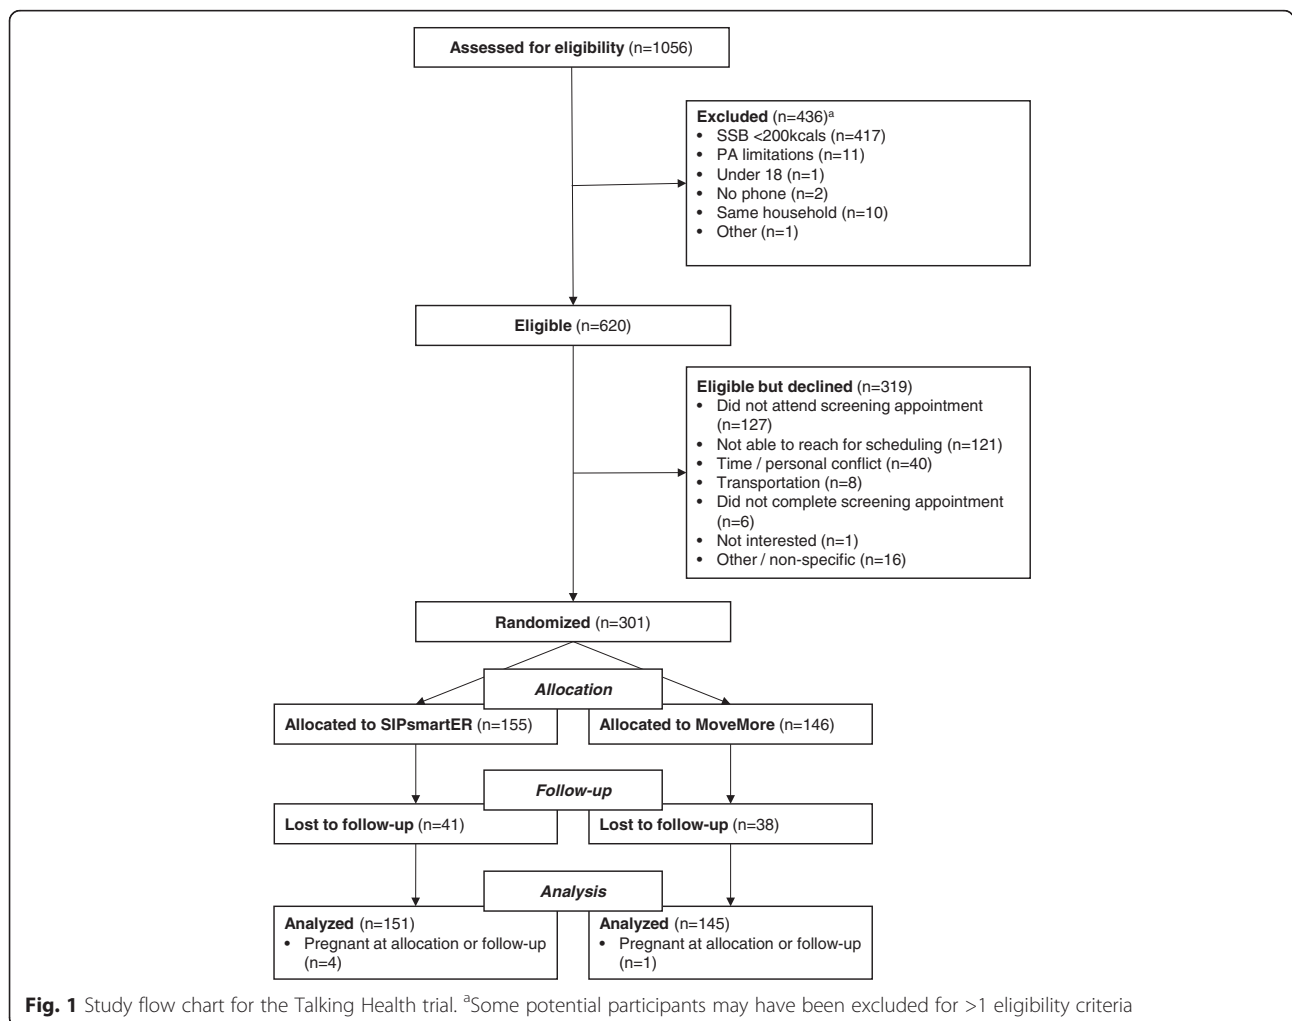 Assessed for eligibility (n=1056)
Excluded (n=436)a
• SSB <200kcals (n=417)
• PA limitations (n=11)
• Under 18 (n=1)
• No phone (n=2)
• Same household (n=10)
• Other (n=1)
Eligible (n=620)
Eligible but declined (n=319)
• Did not attend screening appointment
(n=127)
• Not able to reach for scheduling (n=121)
• Time / personal conflict (n=40)
• Transportation (n=8)
• Did not complete screening appointment
(n=6)
• Not interested (n=1)
• Other / non-specific (n=16)
Randomized (n=301)
Allocation
Allocated to SIPsmartER (n=155)
Allocated to MoveMore (n=146)
Follow-up
Lost to follow-up (n=41)
Lost to follow-up (n=38)
Analysis
Analyzed (n=151)
• Pregnant at allocation or follow-up
(n=4)
Analyzed (n=145)
• Pregnant at allocation or follow-up
(n=1)
Fig. 1 Study flow chart for the Talking Health trial. aSome potential participants may have been excluded for >1 eligibility criteria